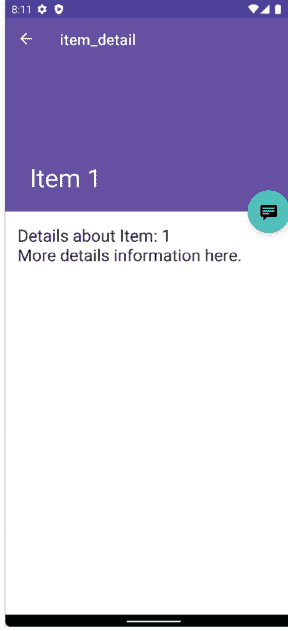 8:11
item_detail
Item 1
Details about Item: 1
More details information here.